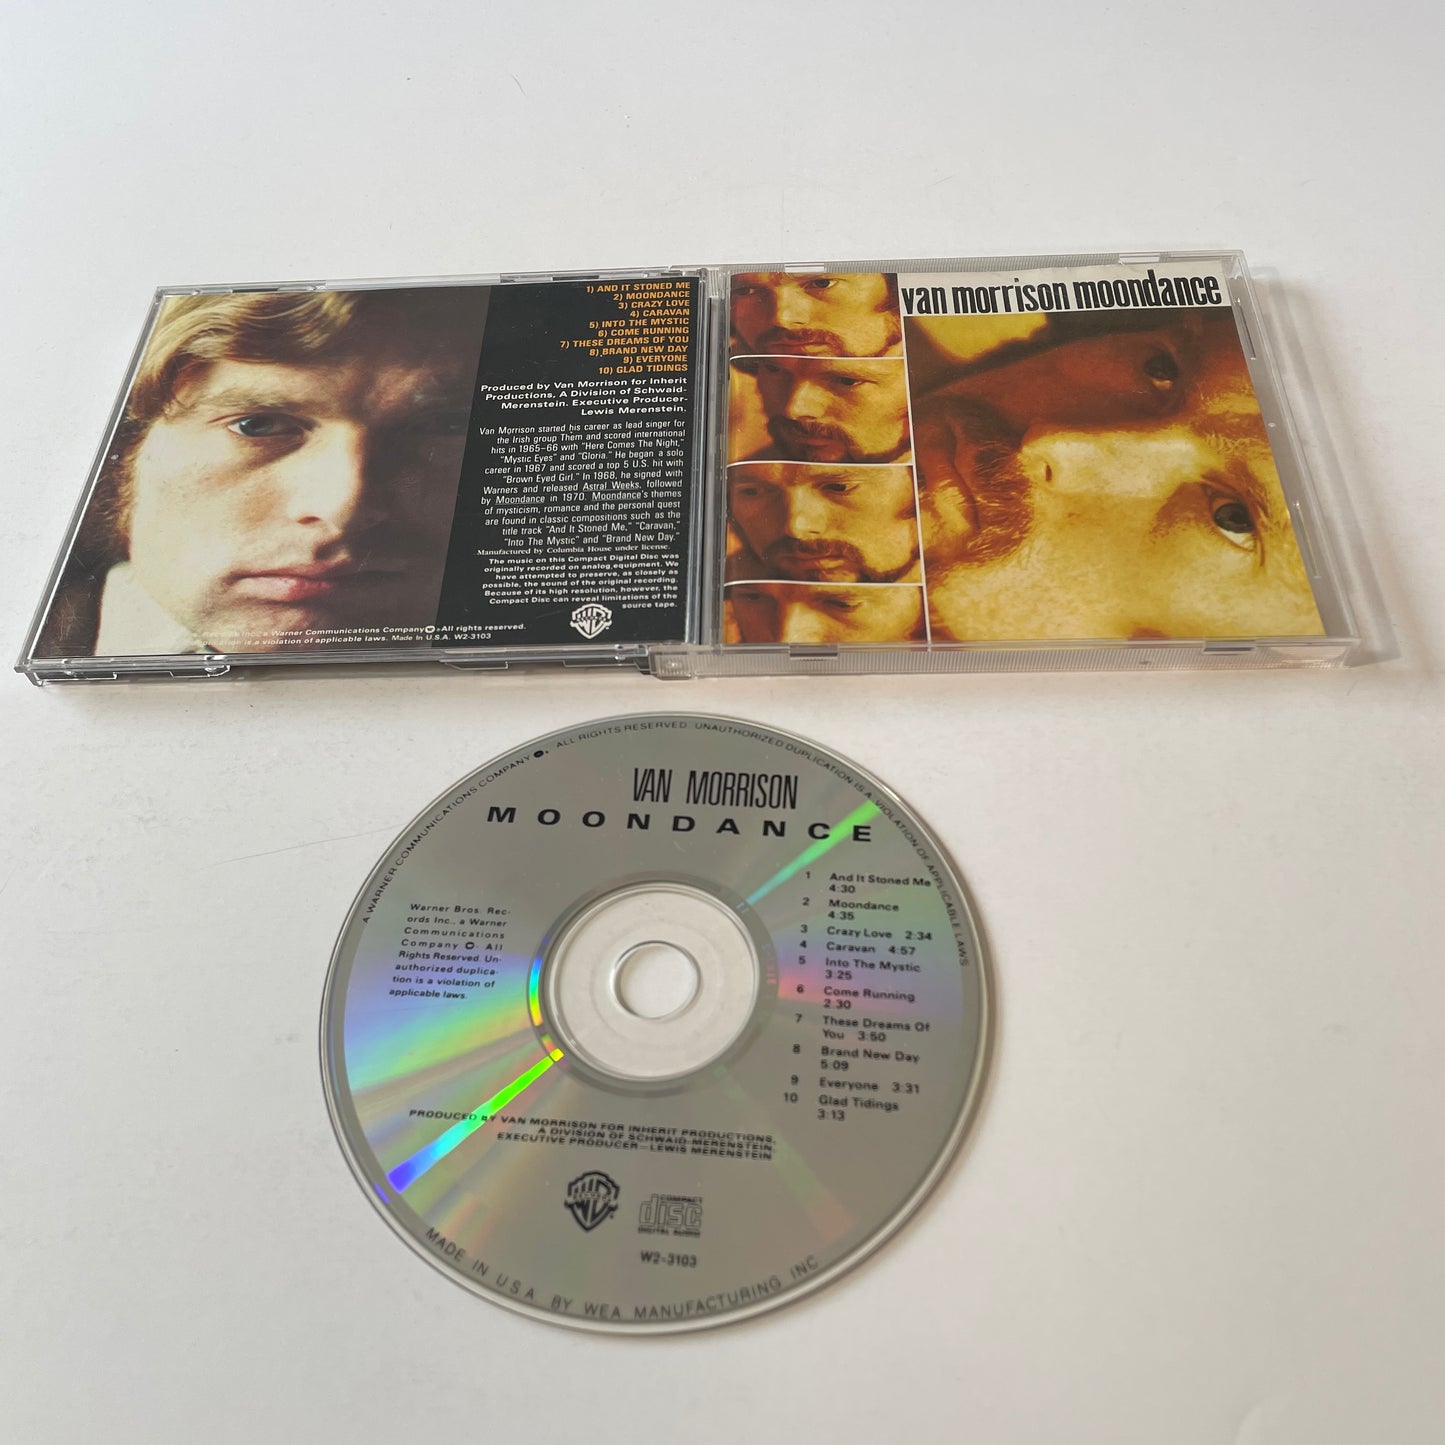 1) AND IT STONED ME
2) MOONDANCE
3) CRAZY LOVE
4) CARAVAN
5) INTO THE MYSTIC
6) COME RUNNING
7) THESE DREAMS OF YOU
8) BRAND NEW DAY
9) EVERYONE
10) GLAD TIDINGS
Produced by Van Morrison for Inherit
Productions, A Division of Schwaid-
Merenstein. Executive Producer-
Lewis Merenstein.
Van Morrison started his career as lead singer for
the Irish group Them and scored international
hits in 1965–66 with "Here Comes The Night,"
"Mystic Eyes" and "Gloria." He began a solo
career in 1967 and scored a top 5 U.S. hit with
"Brown Eyed Girl." In 1968, he signed with
Warners and released Astral Weeks, followed
by Moondance in 1970. Moondance's themes
of mysticism, romance and the personal quest
are found in classic compositions such as the
title track "And It Stoned Me," "Caravan,"
"Into The Mystic" and "Brand New Day."
Manufactured by Columbia House under license.
The music on this Compact Digital Disc was
originally recorded on analog equipment. We
have attempted to preserve, as closely as
possible, the sound of the original recording.
Because of its high resolution, however, the
Compact Disc can reveal limitations of the
source tape.
Inc., a Warner Communications Company All rights reserved.
is a violation of applicable laws. Made In U.S.A. W2-3103
van morrison moondance
A WARNER COMMUNICATIONS COMPANY ALL RIGHTS RESERVED. UNAUTHORIZED DUPLICATION IS A VIOLATION OF APPLICABLE LAWS
VAN MORRISON
MOONDANCE
Warner Bros. Rec-
ords Inc., a Warner
Communications
Company All
Rights Reserved. Un-
authorized duplica-
tion is a violation of
applicable laws.
1 And It Stoned Me
4:30
2 Moondance
4:35
3 Crazy Love 2:34
4 Caravan 4:57
5 Into The Mystic
3:25
6 Come Running
2:30
7 These Dreams Of
You 3:50
8 Brand New Day
5:09
9 Everyone 3:31
10 Glad Tidings
3:13
PRODUCED BY VAN MORRISON FOR INHERIT PRODUCTIONS,
A DIVISION OF SCHWAID-MERENSTEIN
EXECUTIVE PRODUCER—LEWIS MERENSTEIN
COMPACT
disc
DIGITAL AUDIO
W2-3103
MADE IN U.S.A. BY WEA MANUFACTURING INC